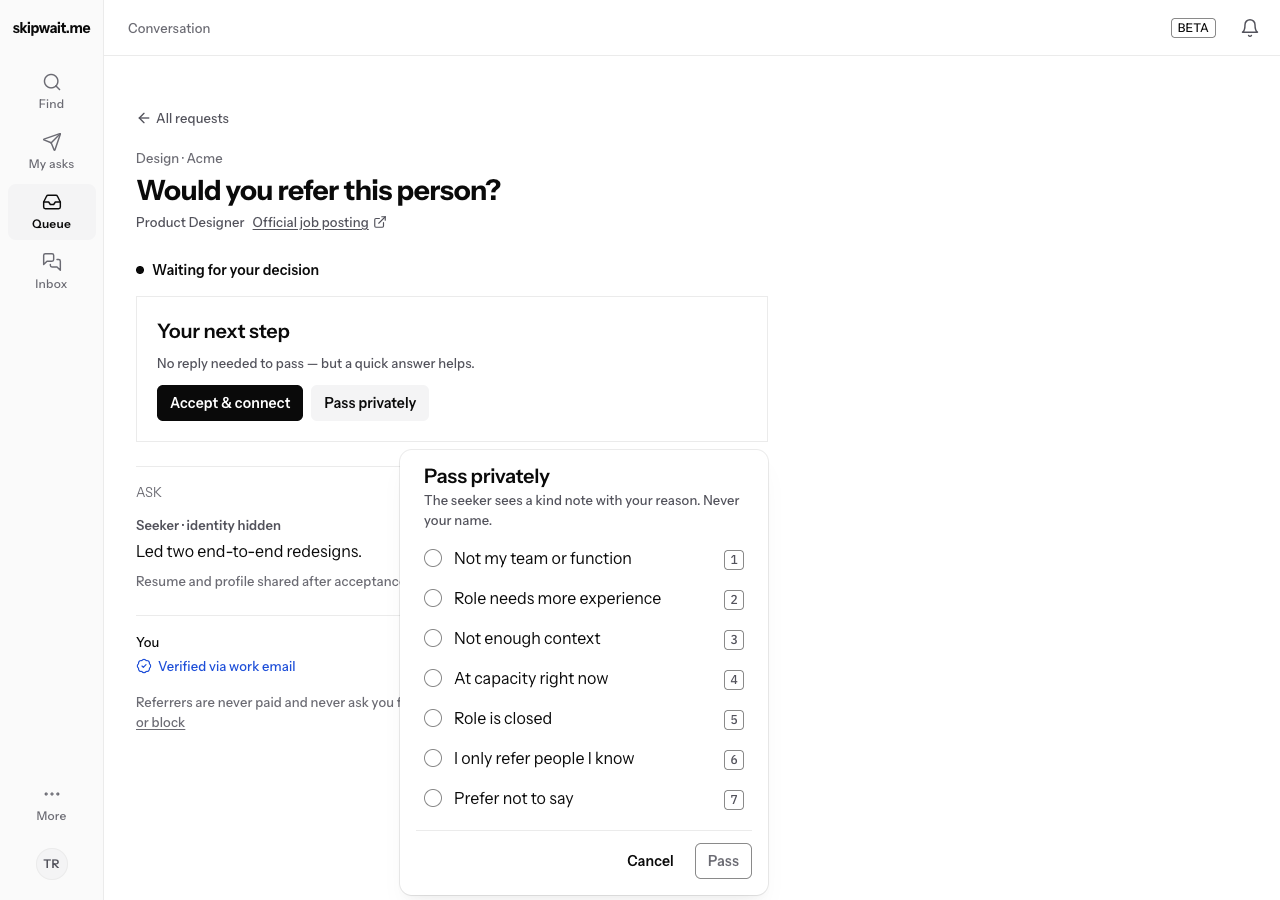 skipwait.me
Conversation
BETA
Find
My asks
Queue
Inbox
More
TR
All requests
Design · Acme
Would you refer this person?
Product Designer Official job posting
Waiting for your decision
Your next step
No reply needed to pass — but a quick answer helps.
Accept & connect
Pass privately
ASK
Seeker · identity hidden
Led two end-to-end redesigns.
Resume and profile shared after
You
Verified via work email
Referrers are never paid and never ask you
or block
Pass privately
The seeker sees a kind note with your reason. Never
your name.
Not my team or function 1
Role needs more experience 2
Not enough context 3
At capacity right now 4
Role is closed 5
I only refer people I know 6
Prefer not to say 7
Cancel
Pass